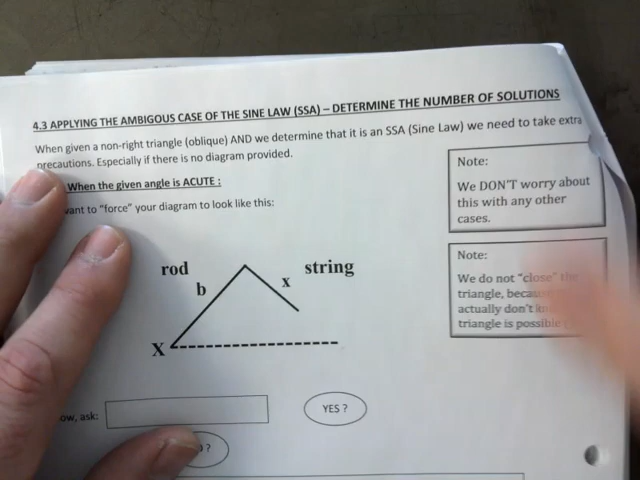 4.3 APPLYING THE AMBIGOUS CASE OF THE SINE LAW (SSA) – DETERMINE THE NUMBER OF SOLUTIONS
When given a non-right triangle (oblique) AND we determine that it is an SSA (Sine Law) we need to take extra
precautions. Especially if there is no diagram provided.
When the given angle is ACUTE :
want to "force" your diagram to look like this:
Note:
We DON'T worry about
this with any other
cases.
Note:
We do not "close" the
triangle,
actually don't
triangle is possible
rod
string
b
x
X
ask:
YES ?